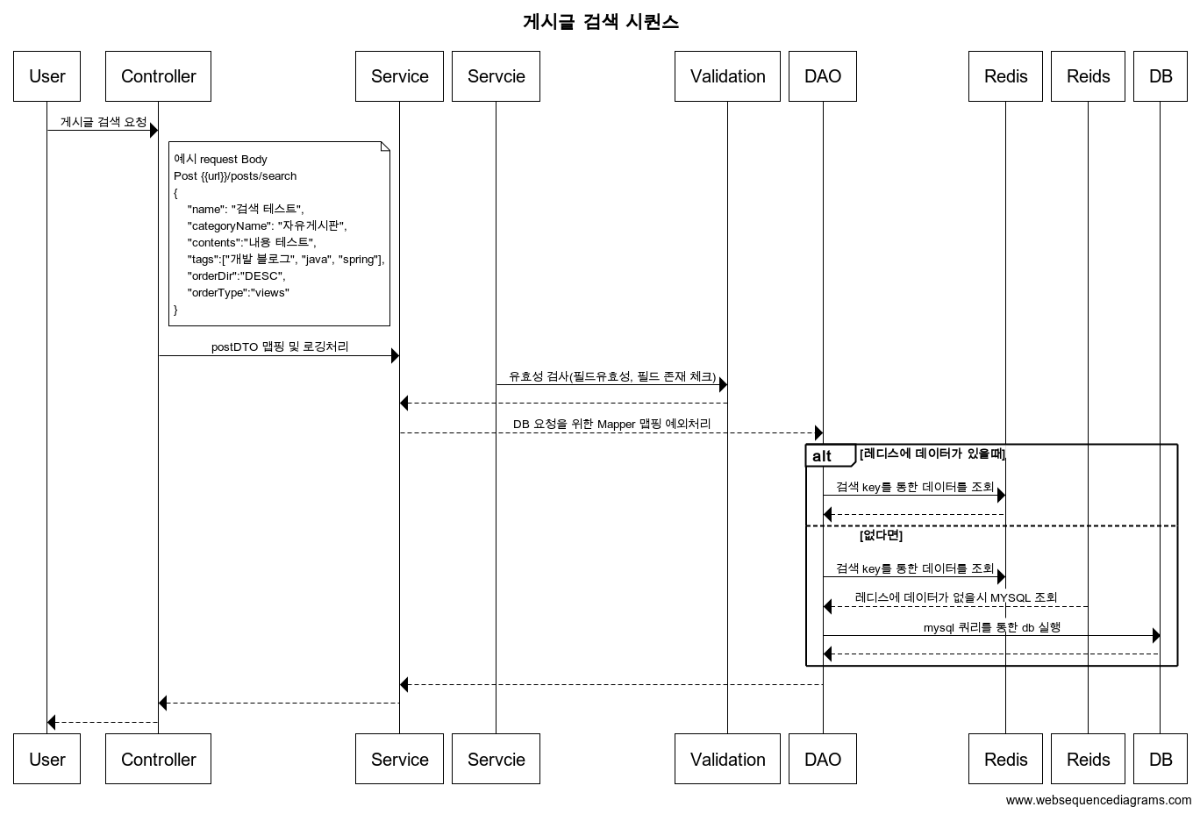 게시글 검색 시퀀스
User
Controller
Service
Servcie
Validation
DAO
Redis
Reids
DB
게시글 검색 요청
예시 request Body
Post {{url}}/posts/search
{
"name": "검색 테스트",
"categoryName": "자유게시판",
"contents":"내용 테스트",
"tags":["개발 블로그", "java", "spring"],
"orderDir":"DESC",
"orderType":"views"
}
postDTO 맵핑 및 로깅처리
유효성 검사(필드유효성, 필드 존재 체크)
DB 요청을 위한 Mapper 맵핑 예외처리
alt
[레디스에 데이터가 있을때]
검색 key를 통한 데이터를 조회
[없다면]
검색 key를 통한 데이터를 조회
레디스에 데이터가 없을시 MYSQL 조회
mysql 쿼리를 통한 db 실행
User
Controller
Service
Servcie
Validation
DAO
Redis
Reids
DB
www.websequencediagrams.com